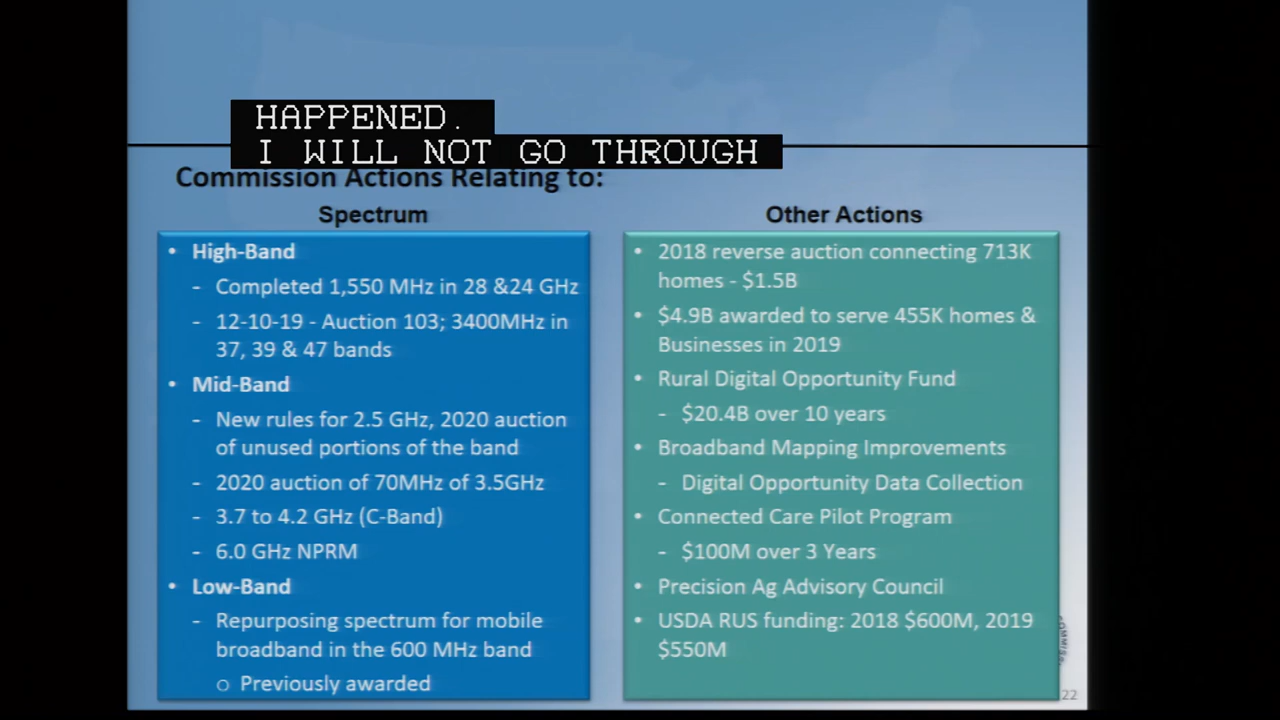 HAPPENED.
I WILL NOT GO THROUGH
Commission Actions Relating to:
Spectrum
• High-Band
- Completed 1,550 MHz in 28 &24 GHz
- 12-10-19 - Auction 103; 3400MHz in
37, 39 & 47 bands
• Mid-Band
- New rules for 2.5 GHz, 2020 auction
of unused portions of the band
- 2020 auction of 70MHz of 3.5GHz
- 3.7 to 4.2 GHz (C-Band)
- 6.0 GHz NPRM
• Low-Band
- Repurposing spectrum for mobile
broadband in the 600 MHz band
o Previously awarded
Other Actions
• 2018 reverse auction connecting 713K
homes - $1.5B
• $4.9B awarded to serve 455K homes &
Businesses in 2019
• Rural Digital Opportunity Fund
- $20.4B over 10 years
• Broadband Mapping Improvements
- Digital Opportunity Data Collection
• Connected Care Pilot Program
- $100M over 3 Years
• Precision Ag Advisory Council
• USDA RUS funding: 2018 $600M, 2019
$550M
22